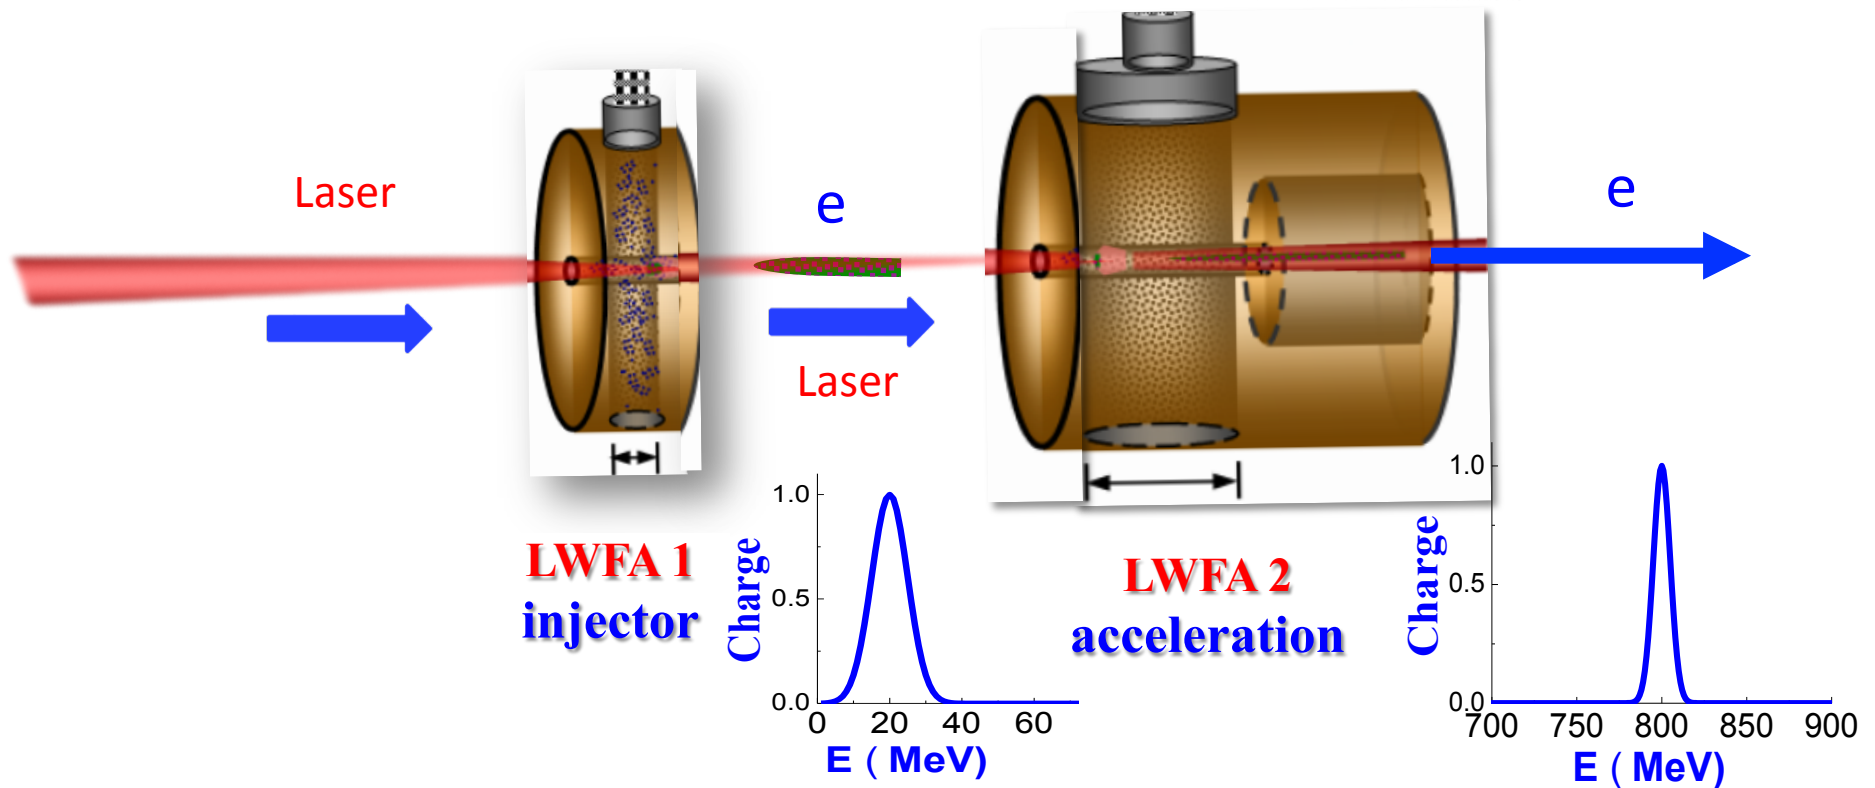 Laser
e
Laser
e
LWFA 1
injector
LWFA 2
acceleration
1.0
0.5
0.0
Charge
0 20 40 60
E ( MeV)
1.0
0.5
0.0
Charge
700 750 800 850 900
E ( MeV)